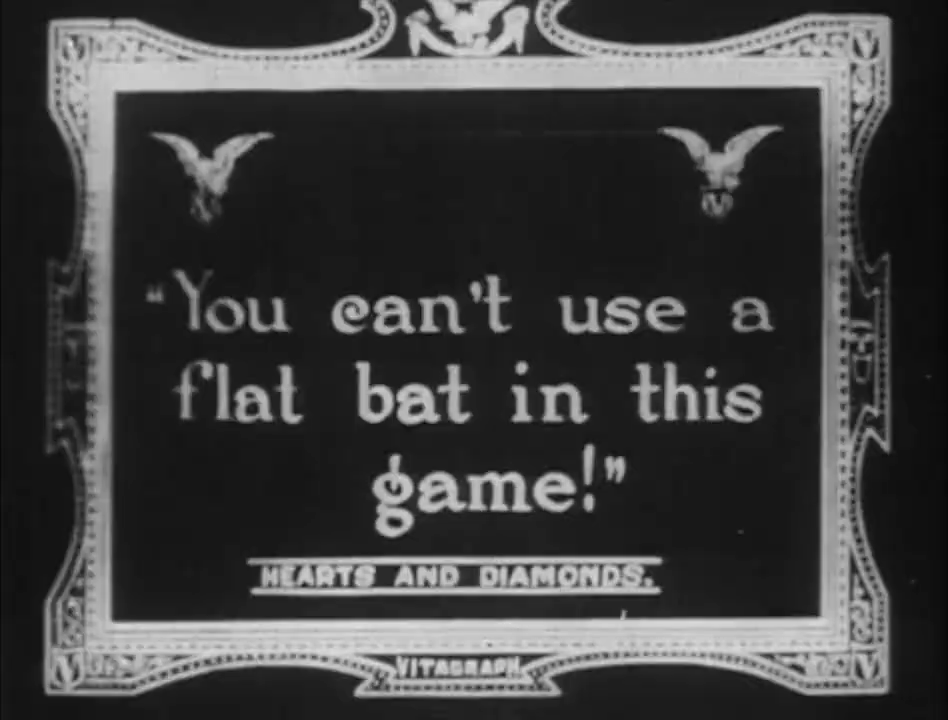 “You can't use a
flat bat in this
game!”
HEARTS AND DIAMONDS.
VITAGRAPH